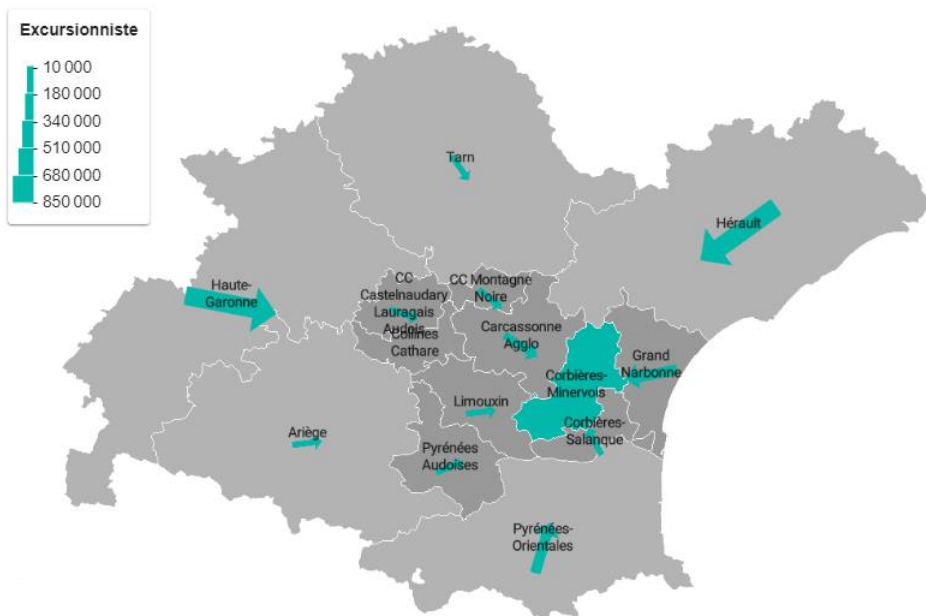 Excursionniste
10 000
180 000
340 000
510 000
680 000
850 000
Tarn
Hérault
Haute-
Garonne
CC
Castelnaudary
Lauragais
Audois
CC Montagne
Noire
Collines
Cathare
Carcassonne
Agglo
Grand
Narbonne
Corbières-
Minervois
Limouxin
Corbières-
Salanque
Ariège
Pyrénées
Audoises
Pyrénées-
Orientales